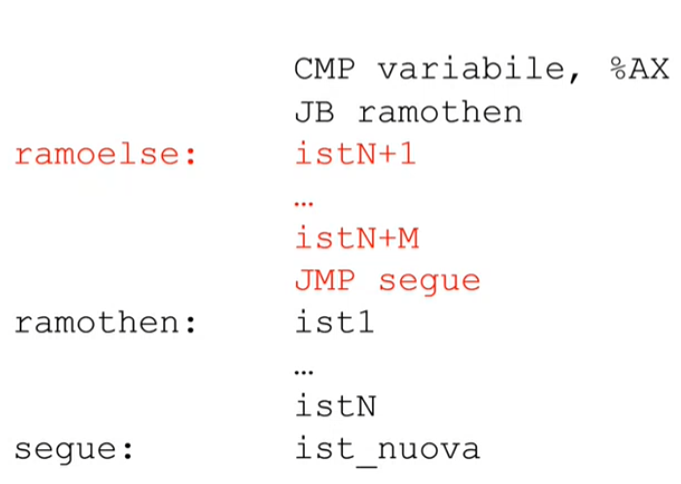 CMP variabile, %AX
JB ramothen
ramoelse: istN+1
…
istN+M
JMP segue
ramothen: ist1
…
istN
segue: ist_nuova